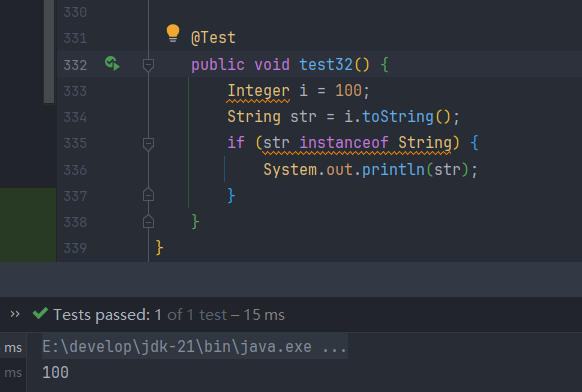 330
331 @Test
332 public void test32() {
333 Integer i = 100;
334 String str = i.toString();
335 if (str instanceof String) {
336 System.out.println(str);
337 }
338 }
339 }
>> Tests passed: 1 of 1 test – 15 ms
ms E:\develop\jdk-21\bin\java.exe ...
ms 100